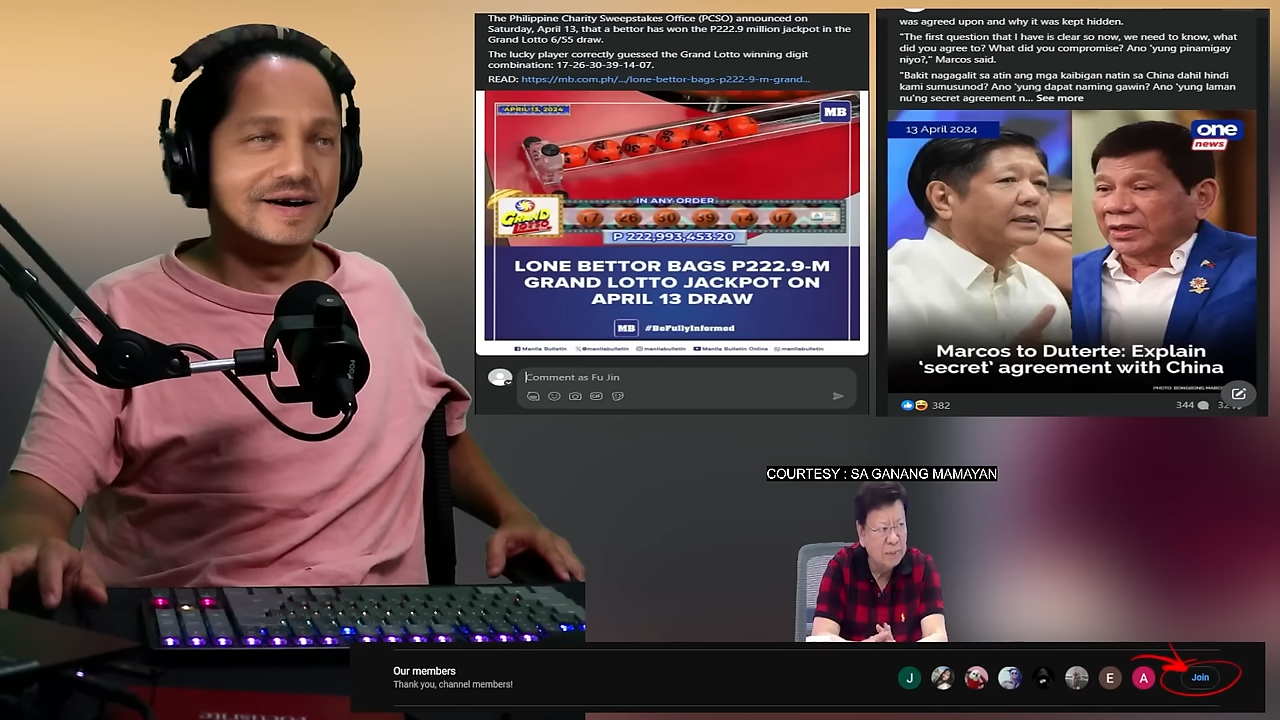 The Philippine Charity Sweepstakes Office (PCSO) announced on
Saturday, April 13, that a bettor has won the P222.9 million jackpot in the
Grand Lotto 6/55 draw.
The lucky player correctly guessed the Grand Lotto winning digit
combination: 17-26-30-39-14-07.
READ: https://mb.com.ph/.../lone-bettor-bags-p222-9-m-grand...
APRIL 13, 2024
MB
IN ANY ORDER
GRAND LOTTO
17 26 30 39 14 07
P 222,993,453.20
LONE BETTOR BAGS P222.9-M
GRAND LOTTO JACKPOT ON
APRIL 13 DRAW
MB #BeFullyInformed
Manila Bulletin @manilabulletin manilabulletin Manila Bulletin Online manilabulletin
Comment as Fu Jin
was agreed upon and why it was kept hidden.
"The first question that I have is clear so now, we need to know, what
did you agree to? What did you compromise? Ano 'yung pinamigay
niyo?," Marcos said.
"Bakit nagagalit sa atin ang mga kaibigan natin sa China dahil hindi
kami sumusunod? Ano 'yung dapat naming gawin? Ano 'yung laman
nu'ng secret agreement n... See more
13 April 2024
one
news
Marcos to Duterte: Explain
'secret' agreement with China
382
344
COURTESY : SA GANANG MAMAYAN
Our members
Thank you, channel members!
J
E
A
Join